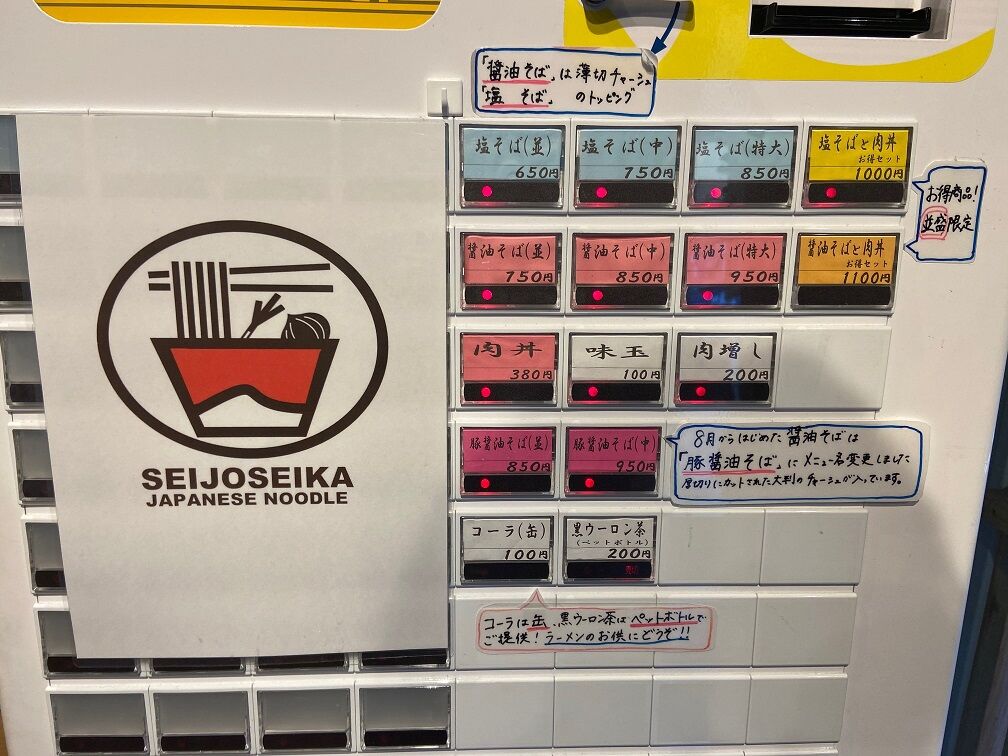 「醤油そば」は薄切チャーシュ
「塩 そば」 のトッピング
塩そば(並)
650円
塩そば(中)
750円
塩そば(特大)
850円
塩そばと肉丼
お得セット
1000円
お得商品!
並盛限定
醤油そば(並)
750円
醤油そば(中)
850円
醤油そば(特大)
950円
醤油そばと肉丼
お得セット
1100円
肉丼
380円
味玉
100円
肉増し
200円
豚醤油そば(並)
850円
豚醤油そば(中)
950円
8月からはじめた 醤油そばは
「豚醤油そば」にメニュー名変更しました
厚切りにカットされた大判のチャーシュが入っています。
コーラ(缶)
100円
黒ウーロン茶
(ペットボトル)
200円
売切
コーラは缶、黒ウーロン茶はペットボトルで
ご提供!ラーメンのお供にどうぞ!!
SEIJOSEIKA
JAPANESE NOODLE